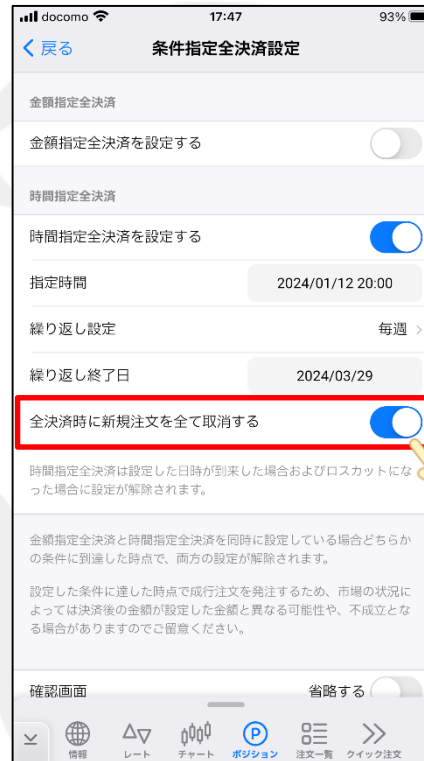 docomo 17:47 93%
戻る 条件指定全決済設定
金額指定全決済
金額指定全決済を設定する
時間指定全決済
時間指定全決済を設定する
指定時間 2024/01/12 20:00
繰り返し設定 毎週
繰り返し終了日 2024/03/29
全決済時に新規注文を全て取消する
時間指定全決済は設定した日時が到来した場合およびロスカットにな
った場合に設定が解除されます。
金額指定全決済と時間指定全決済を同時に設定している場合どちらか
の条件に到達した時点で、両方の設定が解除されます。
設定した条件に達した時点で成行注文を発注するため、市場の状況に
よっては決済後の金額が設定した金額と異なる可能性や、不成立とな
る場合がありますのでご留意ください。
確認画面 省略する
情報 レート チャート ポジション 注文一覧 クイック注文